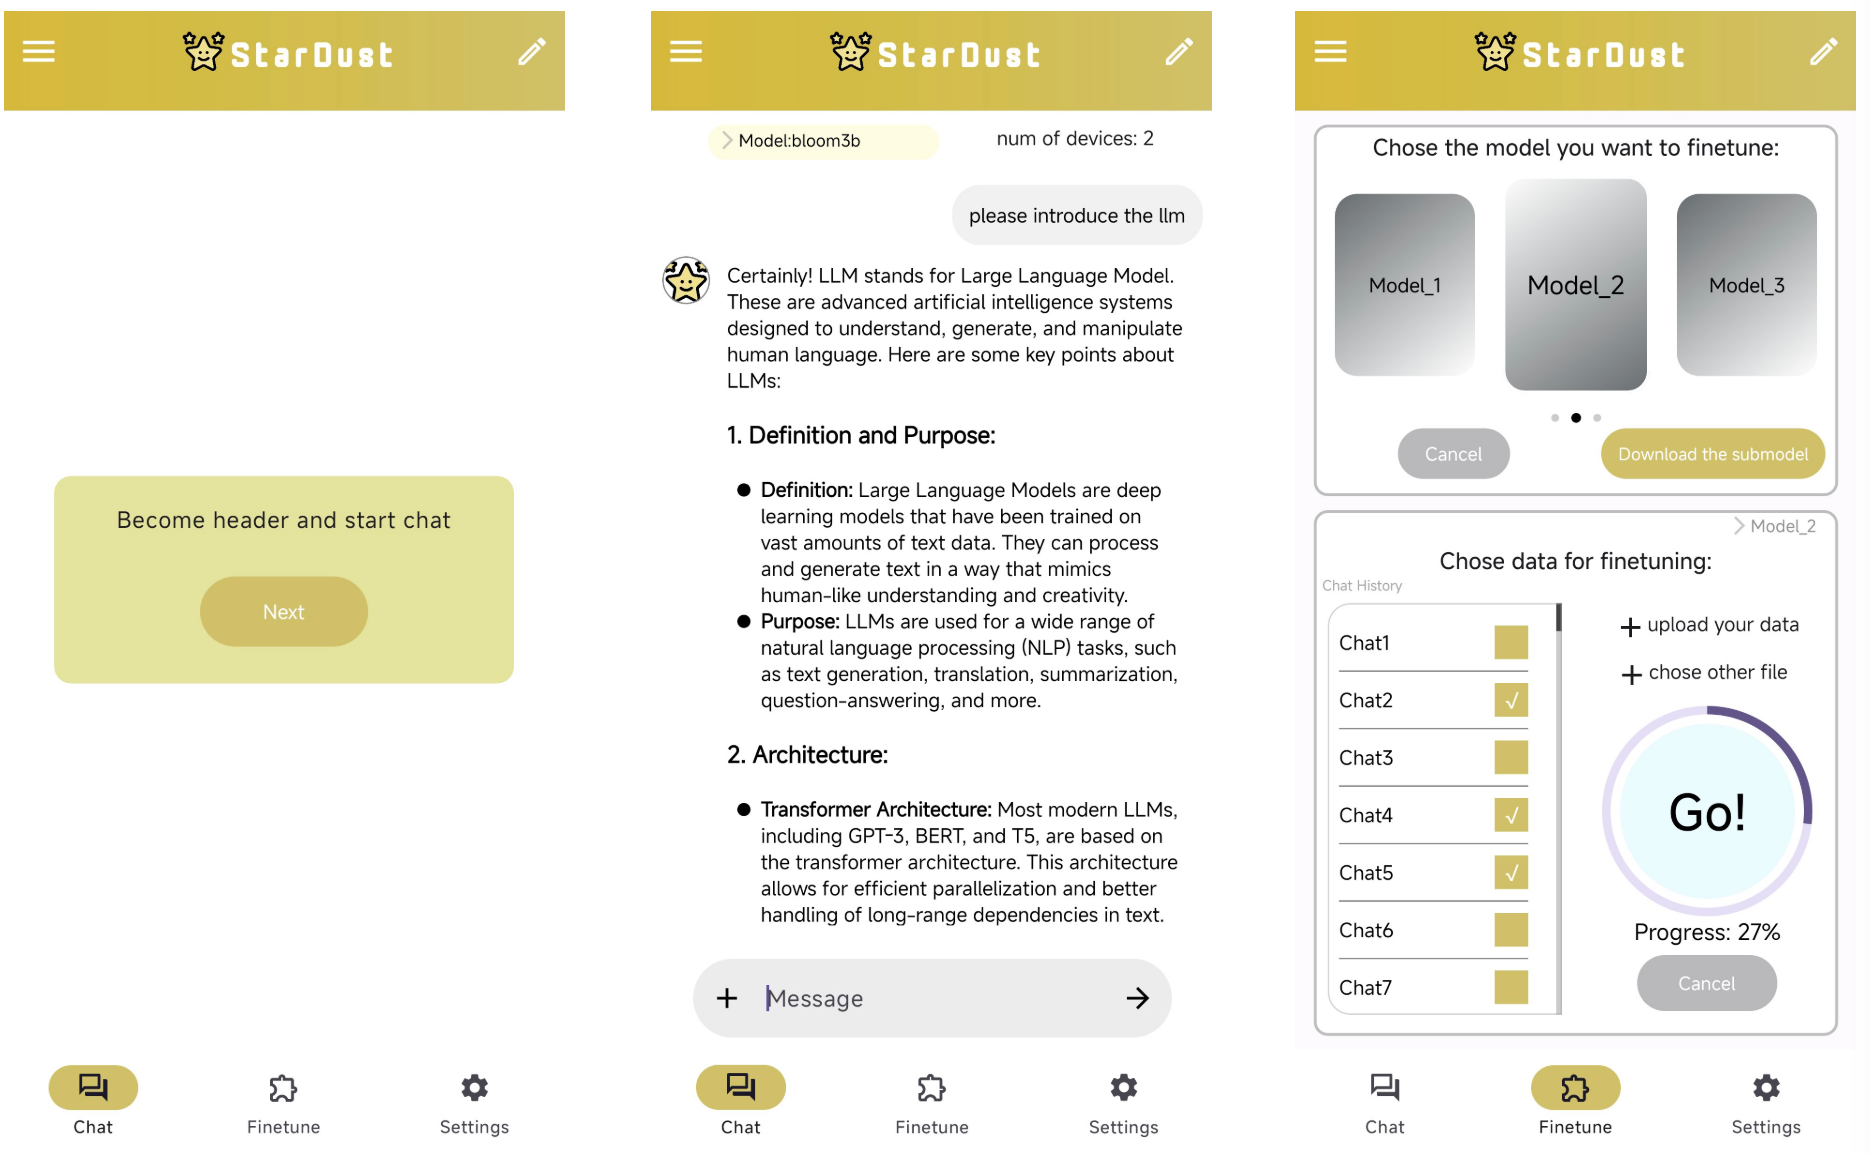 StarDust
Become header and start chat
Next
Chat
Finetune
Settings
StarDust
Model:bloom3b
num of devices: 2
please introduce the llm
Certainly! LLM stands for Large Language Model.
These are advanced artificial intelligence systems
designed to understand, generate, and manipulate
human language. Here are some key points about
LLMs:
1. Definition and Purpose:
● Definition: Large Language Models are deep
learning models that have been trained on
vast amounts of text data. They can process
and generate text in a way that mimics
human-like understanding and creativity.
● Purpose: LLMs are used for a wide range of
natural language processing (NLP) tasks, such
as text generation, translation, summarization,
question-answering, and more.
2. Architecture:
● Transformer Architecture: Most modern LLMs,
including GPT-3, BERT, and T5, are based on
the transformer architecture. This architecture
allows for efficient parallelization and better
handling of long-range dependencies in text.
Message
Chat
Finetune
Settings
StarDust
Chose the model you want to finetune:
Model_1
Model_2
Model_3
Cancel
Download the submodel
Model_2
Chose data for finetuning:
Chat History
Chat1
Chat2
Chat3
Chat4
Chat5
Chat6
Chat7
+ upload your data
+ chose other file
Go!
Progress: 27%
Cancel
Chat
Finetune
Settings